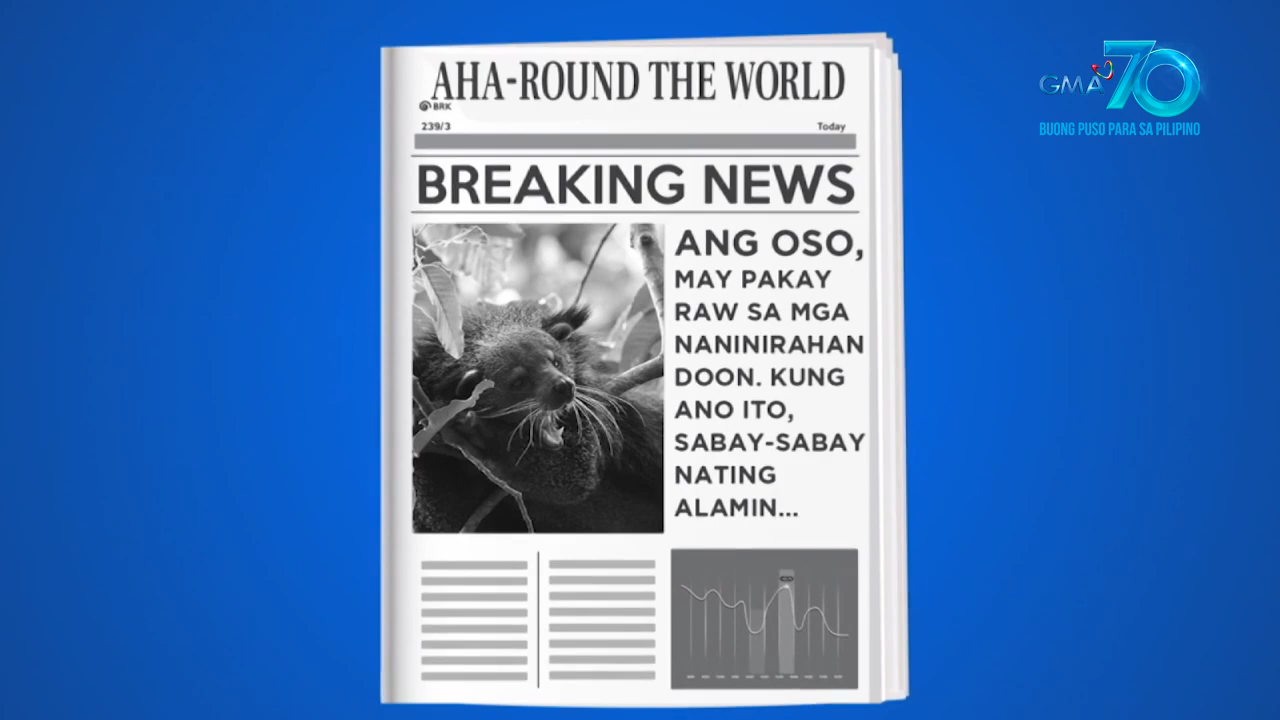 AHA-ROUND THE WORLD
BRK
239/3
Today
BREAKING NEWS
ANG OSO,
MAY PAKAY
RAW SA MGA
NANINIRAHAN
DOON. KUNG
ANO ITO,
SABAY-SABAY
NATING
ALAMIN...
GMA 70
BUONG PUSO PARA SA PILIPINO